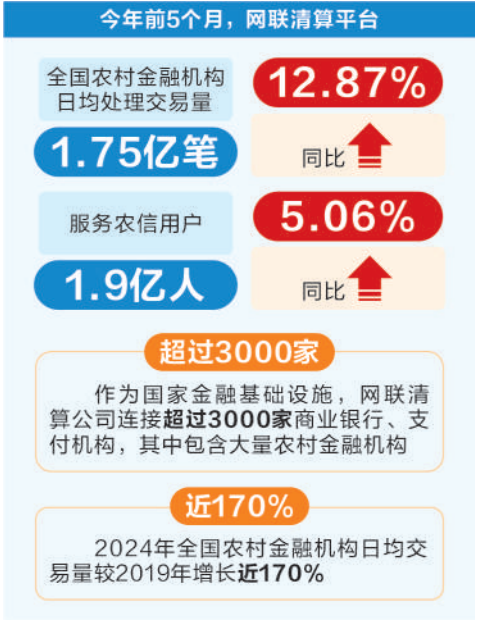 今年前5个月，网联清算平台
全国农村金融机构
日均处理交易量
1.75亿笔
12.87%
同比
服务农信用户
1.9亿人
5.06%
同比
超过3000家
作为国家金融基础设施，网联清
算公司连接超过3000家商业银行、支
付机构，其中包含大量农村金融机构
近170%
2024年全国农村金融机构日均交
易量较2019年增长近170%